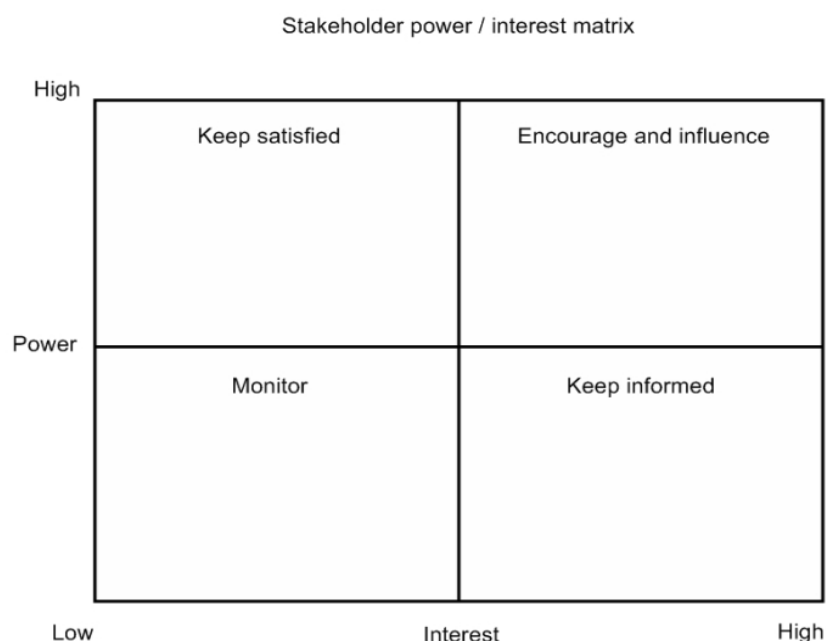 Stakeholder power / interest matrix
High
Keep satisfied
Encourage and influence
Power
Monitor
Keep informed
Low
Interest
High